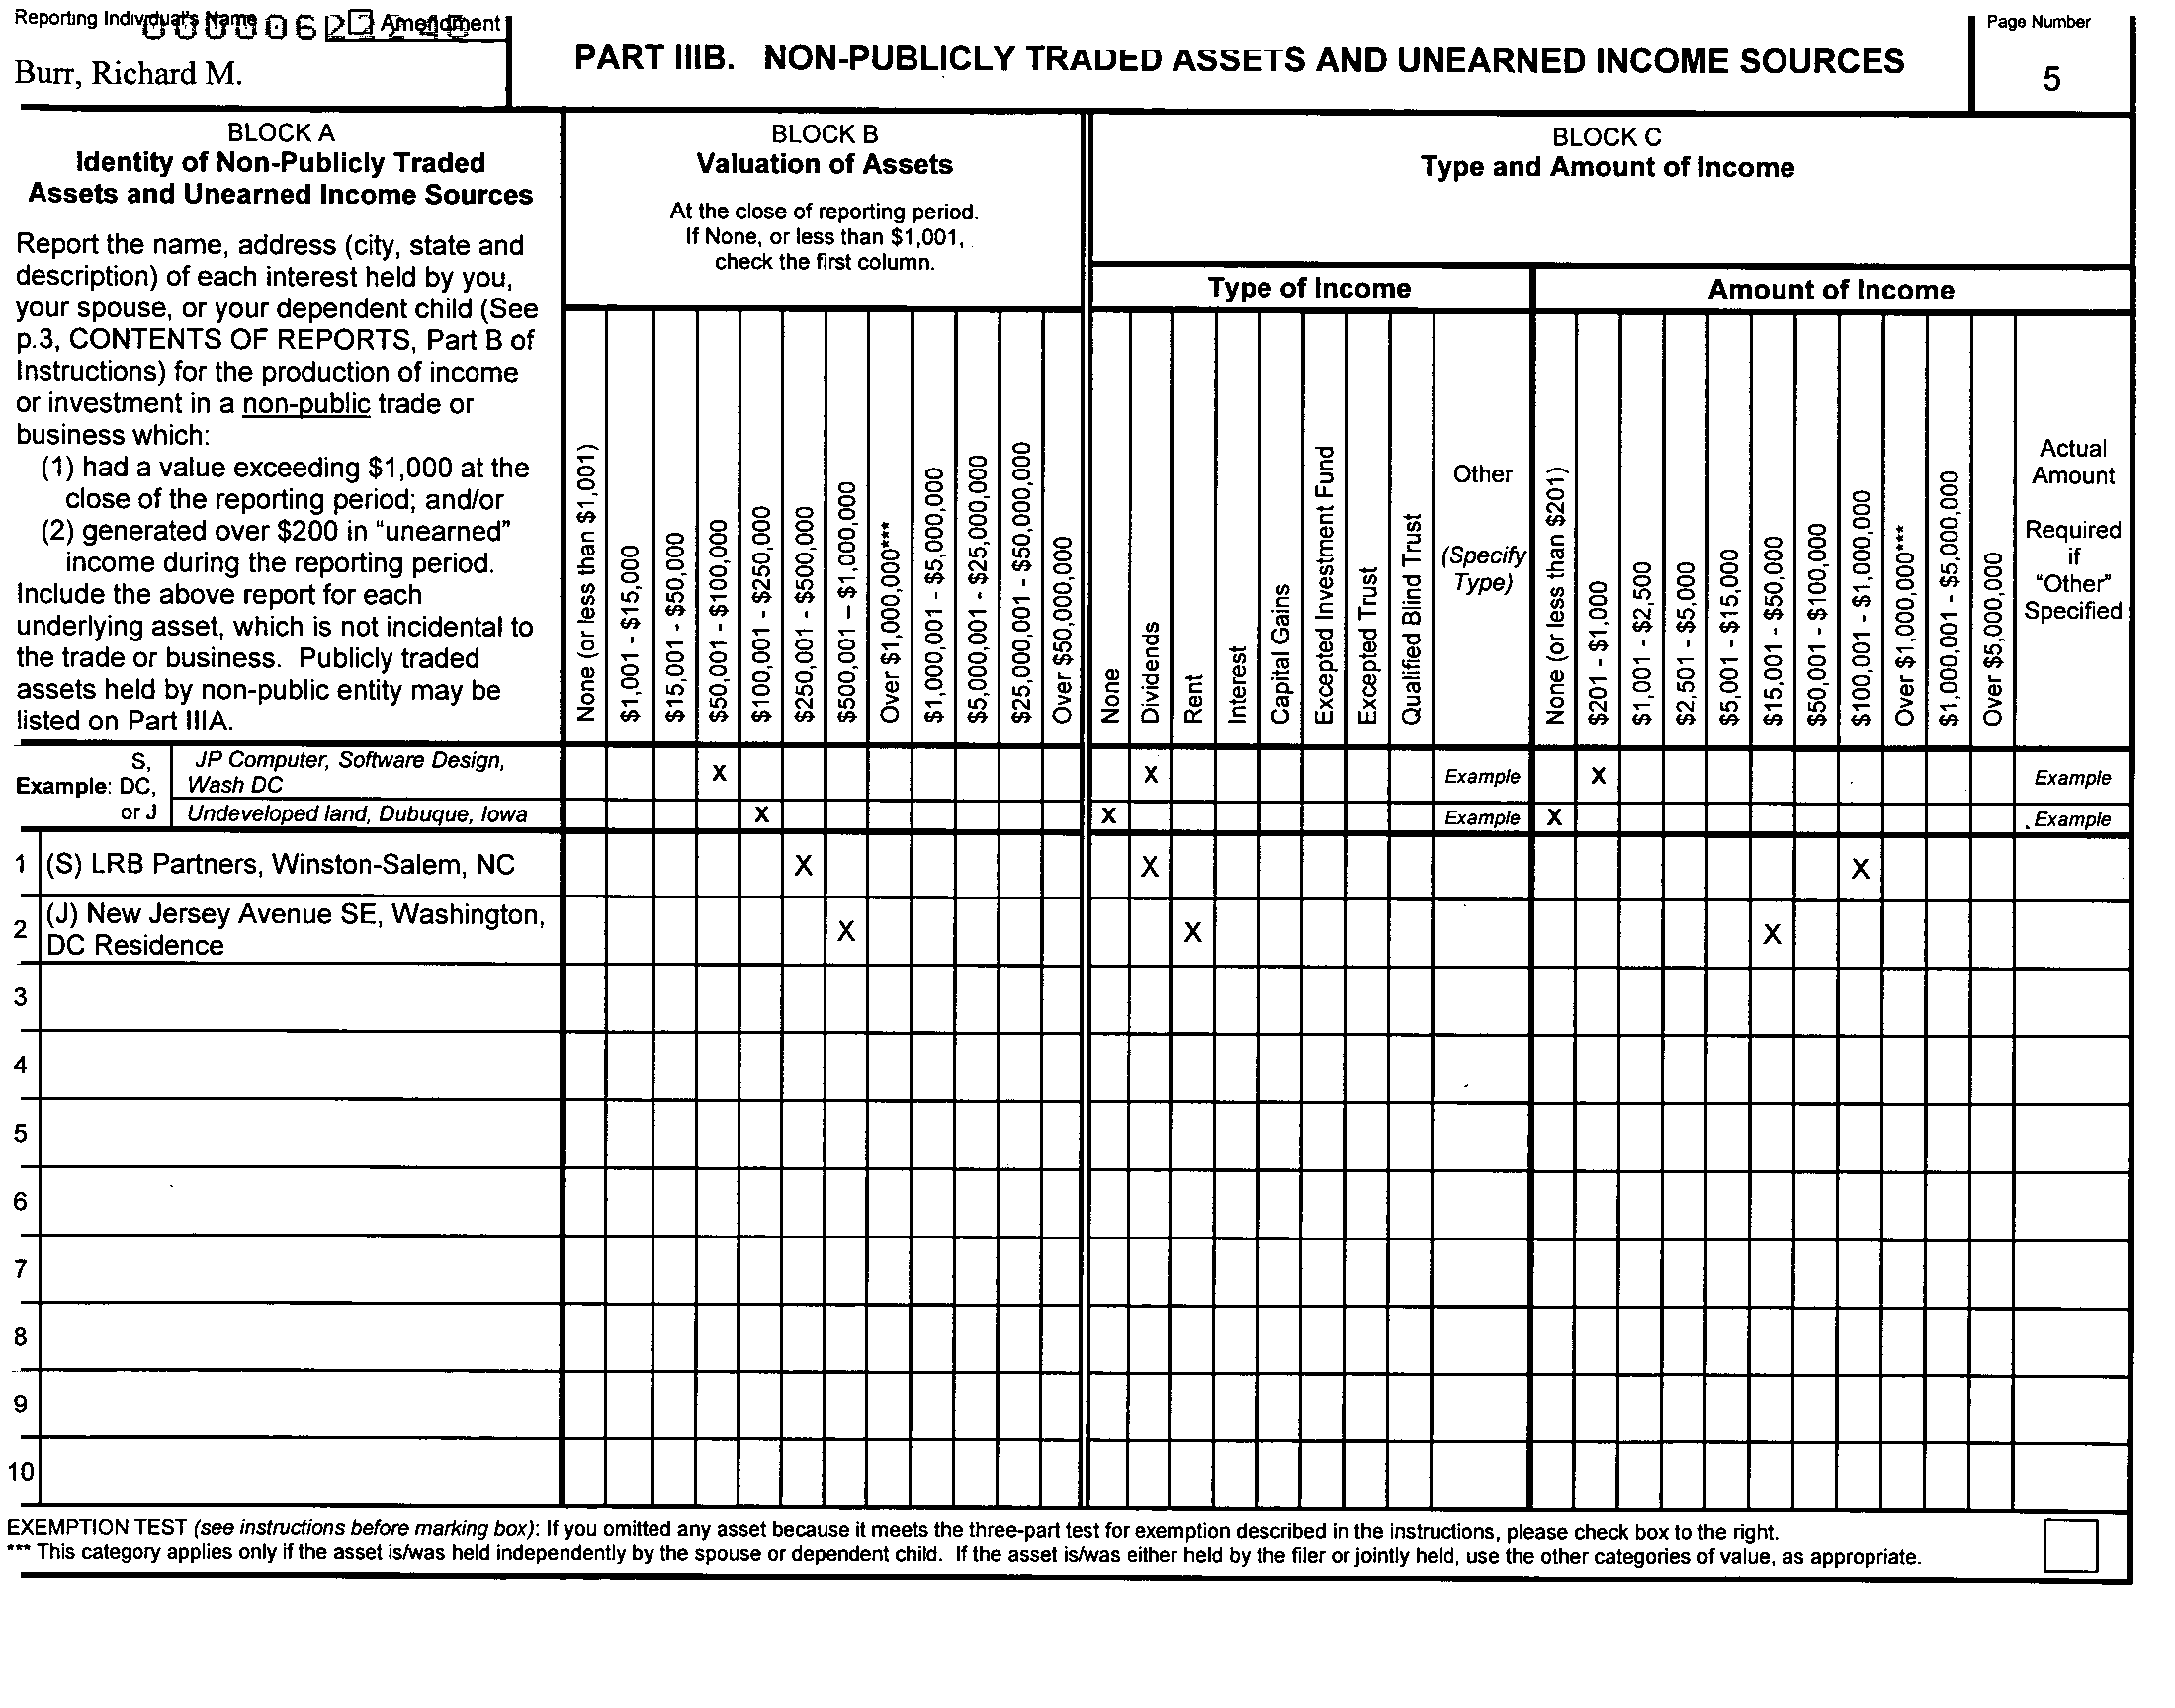 Reporting Individual's Name
Amendment
Burr, Richard M.
PART IIIB. NON-PUBLICLY TRADED ASSETS AND UNEARNED INCOME SOURCES
Page Number
5
BLOCK A
Identity of Non-Publicly Traded
Assets and Unearned Income Sources
Report the name, address (city, state and
description) of each interest held by you,
your spouse, or your dependent child (See
p.3, CONTENTS OF REPORTS, Part B of
Instructions) for the production of income
or investment in a non-public trade or
business which:
(1) had a value exceeding $1,000 at the
close of the reporting period; and/or
(2) generated over $200 in "unearned"
income during the reporting period.
Include the above report for each
underlying asset, which is not incidental to
the trade or business. Publicly traded
assets held by non-public entity may be
listed on Part IIIA.
BLOCK B
Valuation of Assets
At the close of reporting period.
If None, or less than $1,001,
check the first column.
None (or less than $1,001)
$1,001 - $15,000
$15,001 - $50,000
$50,001 - $100,000
$100,001 - $250,000
$250,001 - $500,000
$500,001 – $1,000,000
Over $1,000,000***
$1,000,001 - $5,000,000
$5,000,001 - $25,000,000
$25,000,001 - $50,000,000
Over $50,000,000
BLOCK C
Type and Amount of Income
Type of Income
None
Dividends
Rent
Interest
Capital Gains
Excepted Investment Fund
Excepted Trust
Qualified Blind Trust
Other
(Specify
Type)
Amount of Income
None (or less than $201)
$201 - $1,000
$1,001 - $2,500
$2,501 - $5,000
$5,001 - $15,000
$15,001 - $50,000
$50,001 - $100,000
$100,001 - $1,000,000
Over $1,000,000***
$1,000,001 - $5,000,000
Over $5,000,000
Actual
Amount
Required
if
"Other"
Specified
Example:
S,
DC,
or J
JP Computer, Software Design,
Wash DC
X X Example X Example
Undeveloped land, Dubuque, Iowa X X Example X Example
1 (S) LRB Partners, Winston-Salem, NC X X X
2 (J) New Jersey Avenue SE, Washington,
DC Residence
X X X
3
4
5
6
7
8
9
10
EXEMPTION TEST (see instructions before marking box): If you omitted any asset because it meets the three-part test for exemption described in the instructions, please check box to the right.
*** This category applies only if the asset is/was held independently by the spouse or dependent child. If the asset is/was either held by the filer or jointly held, use the other categories of value, as appropriate.